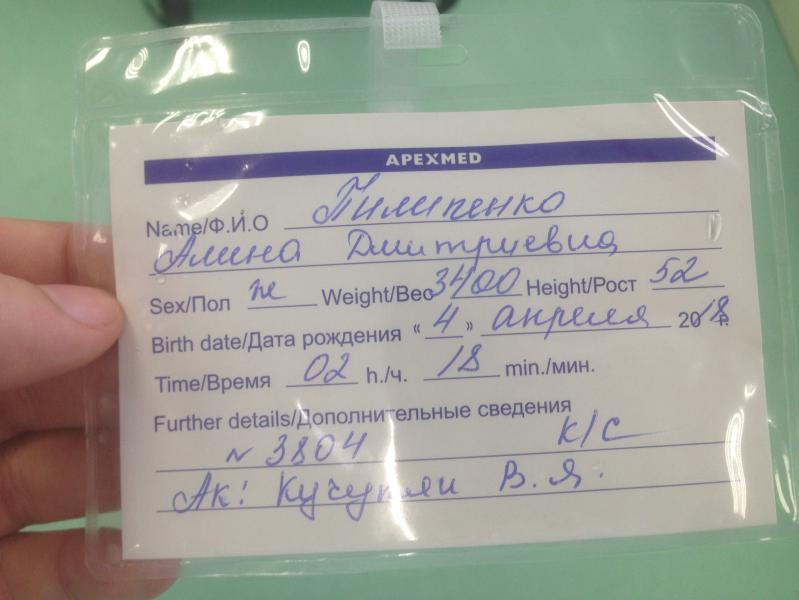 APEXMED
Name/Ф.И.О Пилипенко
Алина Дмитриевна
Sex/Пол ж Weight/Вес 3400 Height/Рост 52
Birth date/Дата рождения «4» апреля 2018 г.
Time/Время 02 h./ч. 18 min./мин.
Further details/Дополнительные сведения
N 3804 к/с
Ак: В.Я.